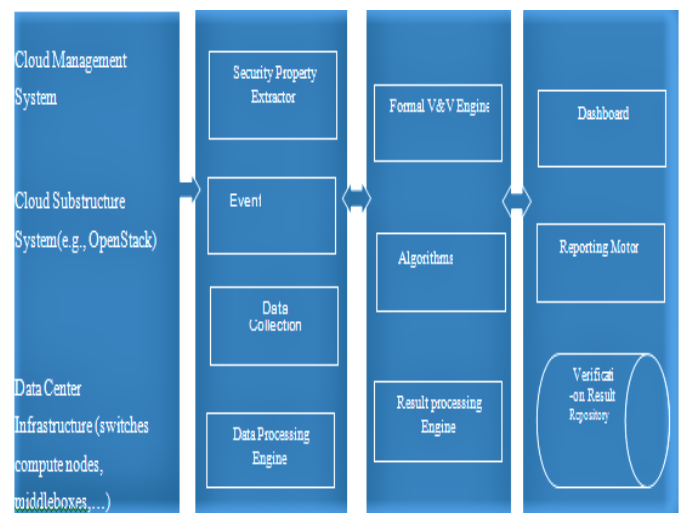 Cloud Management
System
Cloud Substructure
System(e.g., OpenStack)
Data Center
Infrastructure (switches
compute nodes,
middleboxes,...)
Security Property
Extractor
Event
Data
Collection
Data Processing
Engine
Formal V&V Engine
Algorithms
Result processing
Engine
Dashboard
Reporting Motor
Verificati
-on Result
Repository